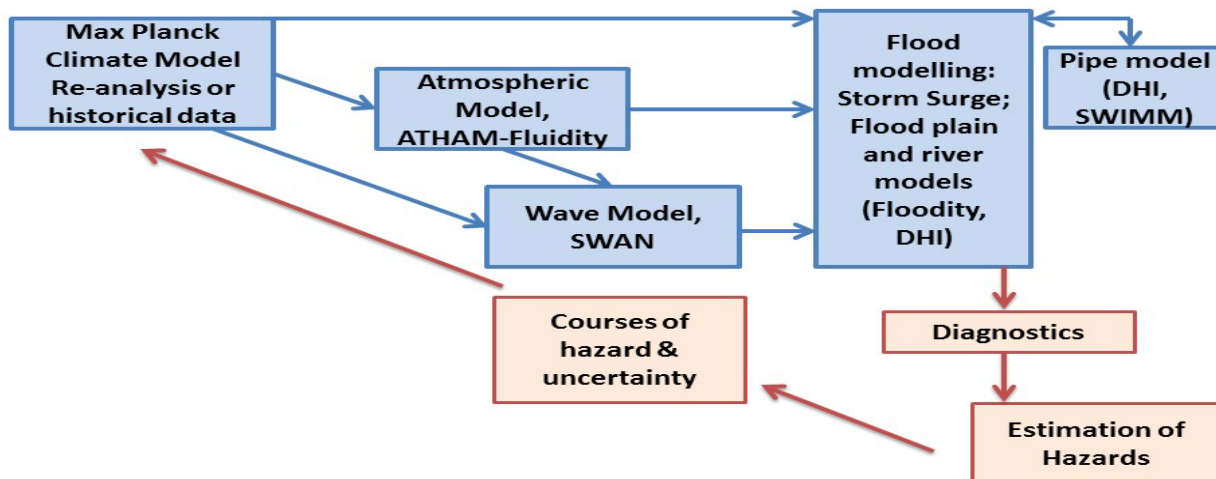 Max Planck
Climate Model
Re-analysis or
historical data
Atmospheric
Model,
ATHAM-Fluidity
Wave Model,
SWAN
Flood
modelling:
Storm Surge;
Flood plain
and river
models
(Floodity,
DHI)
Pipe model
(DHI,
SWIMM)
Courses of
hazard &
uncertainty
Diagnostics
Estimation of
Hazards